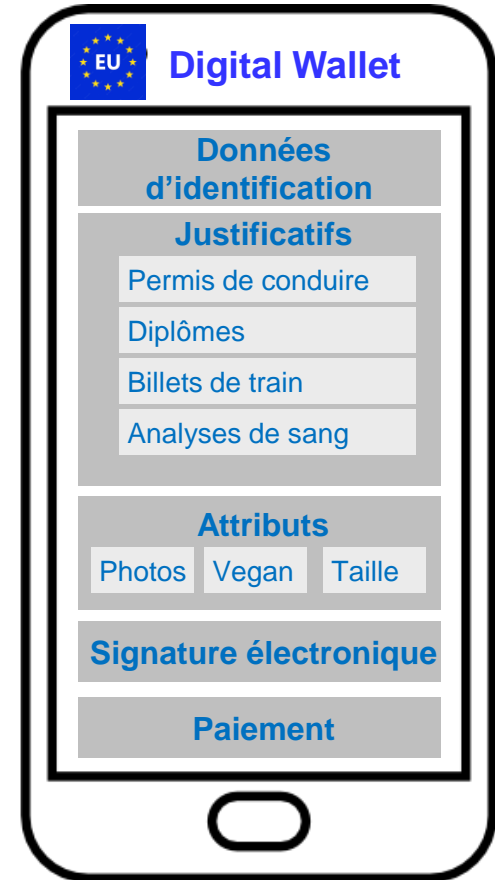 EU
Digital Wallet
Données
d'identification
Justificatifs
Permis de conduire
Diplômes
Billets de train
Analyses de sang
Attributs
Photos Vegan Taille
Signature électronique
Paiement